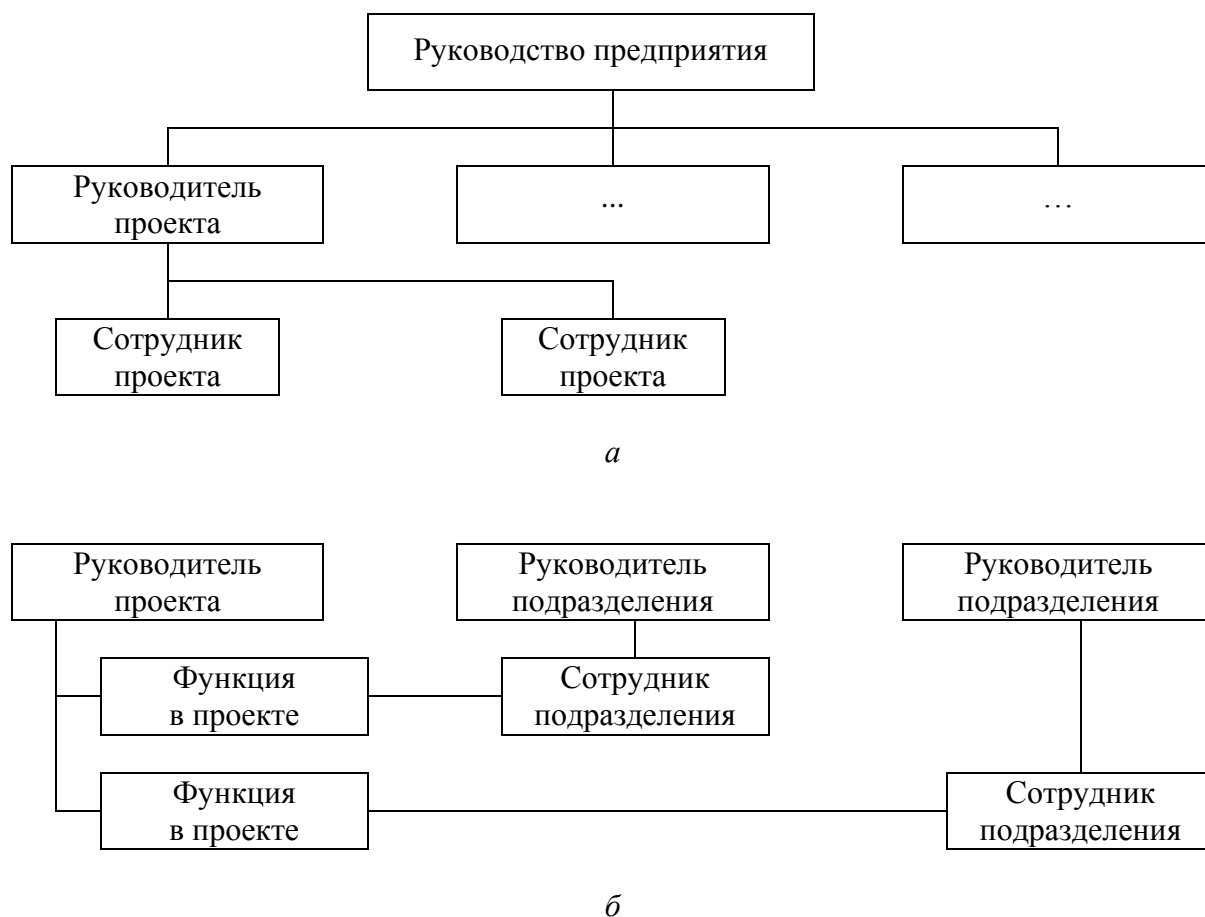 Руководство предприятия
Руководитель
проекта
...
...
Сотрудник
проекта
Сотрудник
проекта
а
Руководитель
проекта
Руководитель
подразделения
Руководитель
подразделения
Функция
в проекте
Сотрудник
подразделения
Функция
в проекте
Сотрудник
подразделения
б